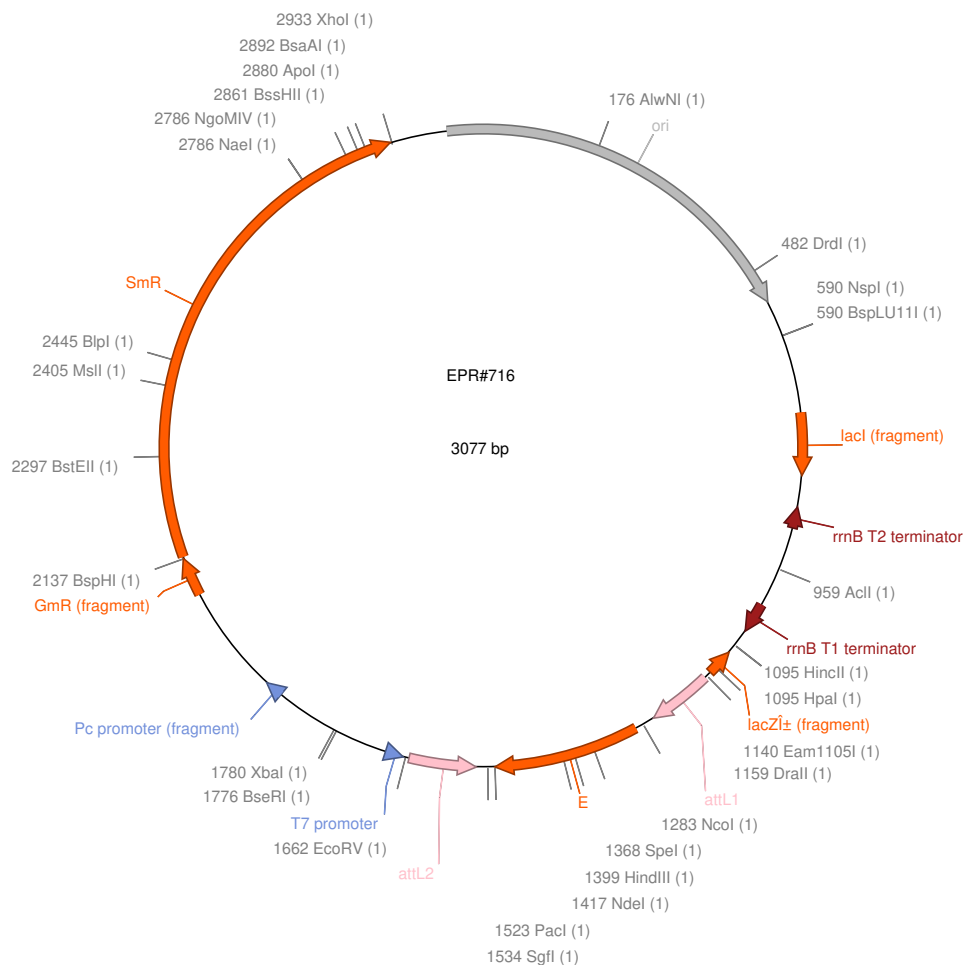 2933 XhoI (1)
2892 BsaAI (1)
2880 ApoI (1)
2861 BssHII (1)
2786 NgoMIV (1)
2786 NaeI (1)
176 AlwNI (1)
ori
482 DrdI (1)
590 NspI (1)
590 BspLU11I (1)
SmR
2445 BlpI (1)
2405 MslI (1)
EPR#716
3077 bp
lacI (fragment)
2297 BstEII (1)
rrnB T2 terminator
2137 BspHI (1)
GmR (fragment)
959 AclI (1)
rrnB T1 terminator
1095 HincII (1)
1095 HpaI (1)
lacZÎ± (fragment)
Pc promoter (fragment)
1140 Eam1105I (1)
1159 DraII (1)
1780 XbaI (1)
1776 BseRI (1)
attL1
E
T7 promoter
1283 NcoI (1)
1662 EcoRV (1)
1368 SpeI (1)
attL2
1399 HindIII (1)
1417 NdeI (1)
1523 PacI (1)
1534 SgfI (1)